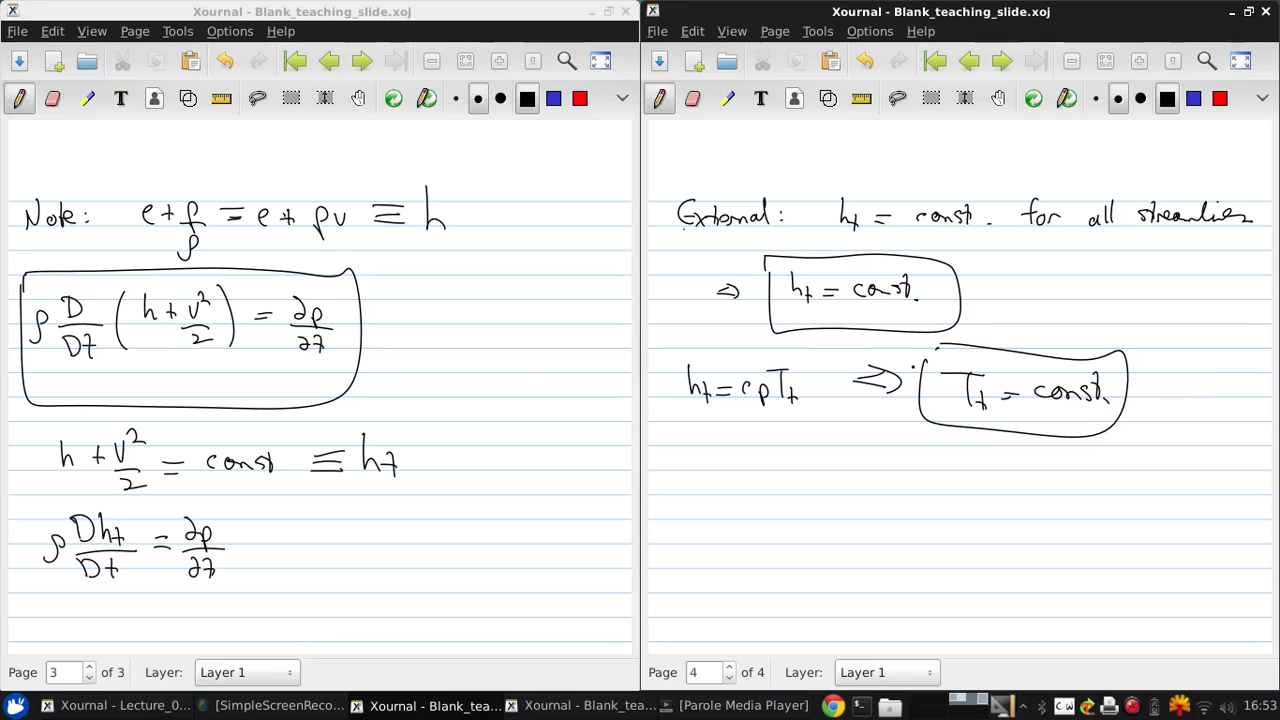 Xournal - Blank_teaching_slide.xoj
File Edit View Page Tools Options Help
Note: e + p/ρ = e + pv ≡ h
ρ D/Dt (h + v²/2) = ∂p/∂t
h + v²/2 = const ≡ ht
ρ Dht/Dt = ∂p/∂t
Page 3 of 3 Layer: Layer 1
Xournal - Blank_teaching_slide.xoj
File Edit View Page Tools Options Help
External: ht = const. for all streamlines
⇒ ht = const.
ht = cpTt ⇒ Tt = const.
Page 4 of 4 Layer: Layer 1
Xournal - Lecture_0... [SimpleScreenReco... Xournal - Blank_tea... Xournal - Blank_te... [Parole Media Player] 16:53